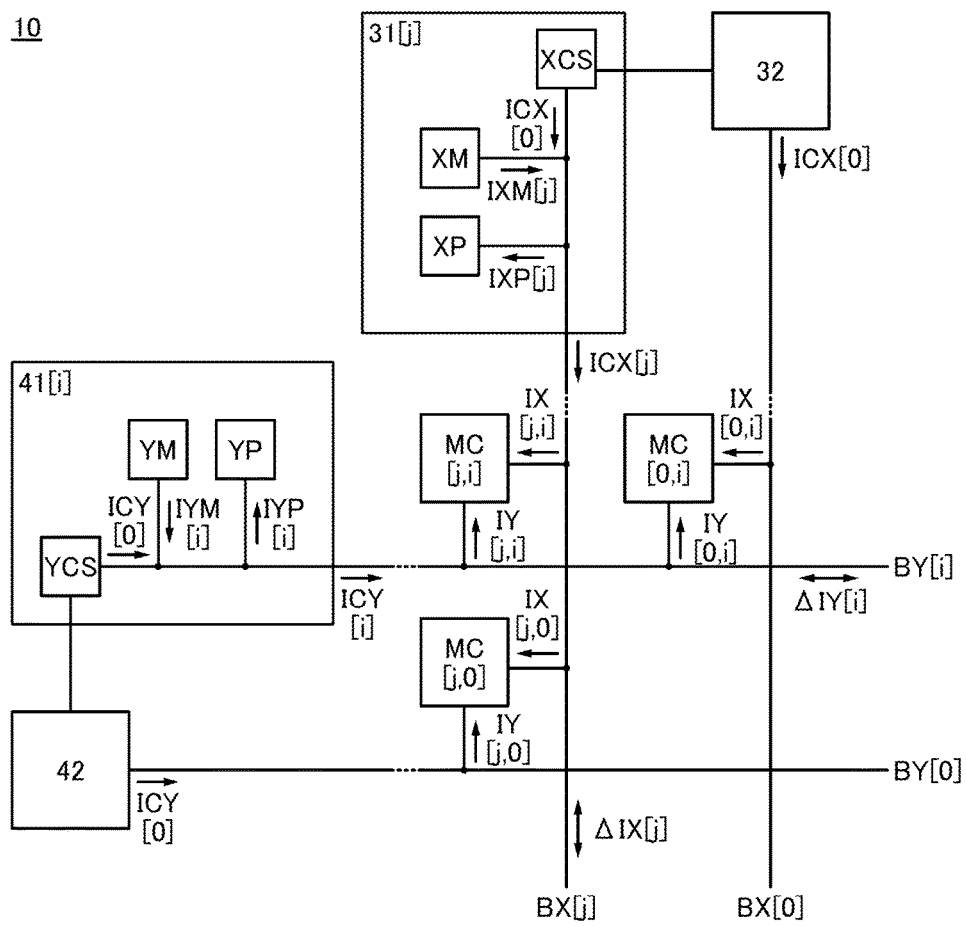 10
31[j]
XCS
32
ICX
[0]
ICX[0]
XM
IXM[j]
XP
IXP[j]
ICX[j]
41[i]
YM
YP
ICY
[0]
IYM
[i]
IYP
[i]
YCS
ICY
[i]
MC
[j,i]
IX
[j,i]
IY
[j,i]
MC
[0,i]
IX
[0,i]
IY
[0,i]
BY[i]
ΔIY[i]
MC
[j,0]
IX
[j,0]
IY
[j,0]
42
ICY
[0]
BY[0]
ΔIX[j]
BX[j]
BX[0]